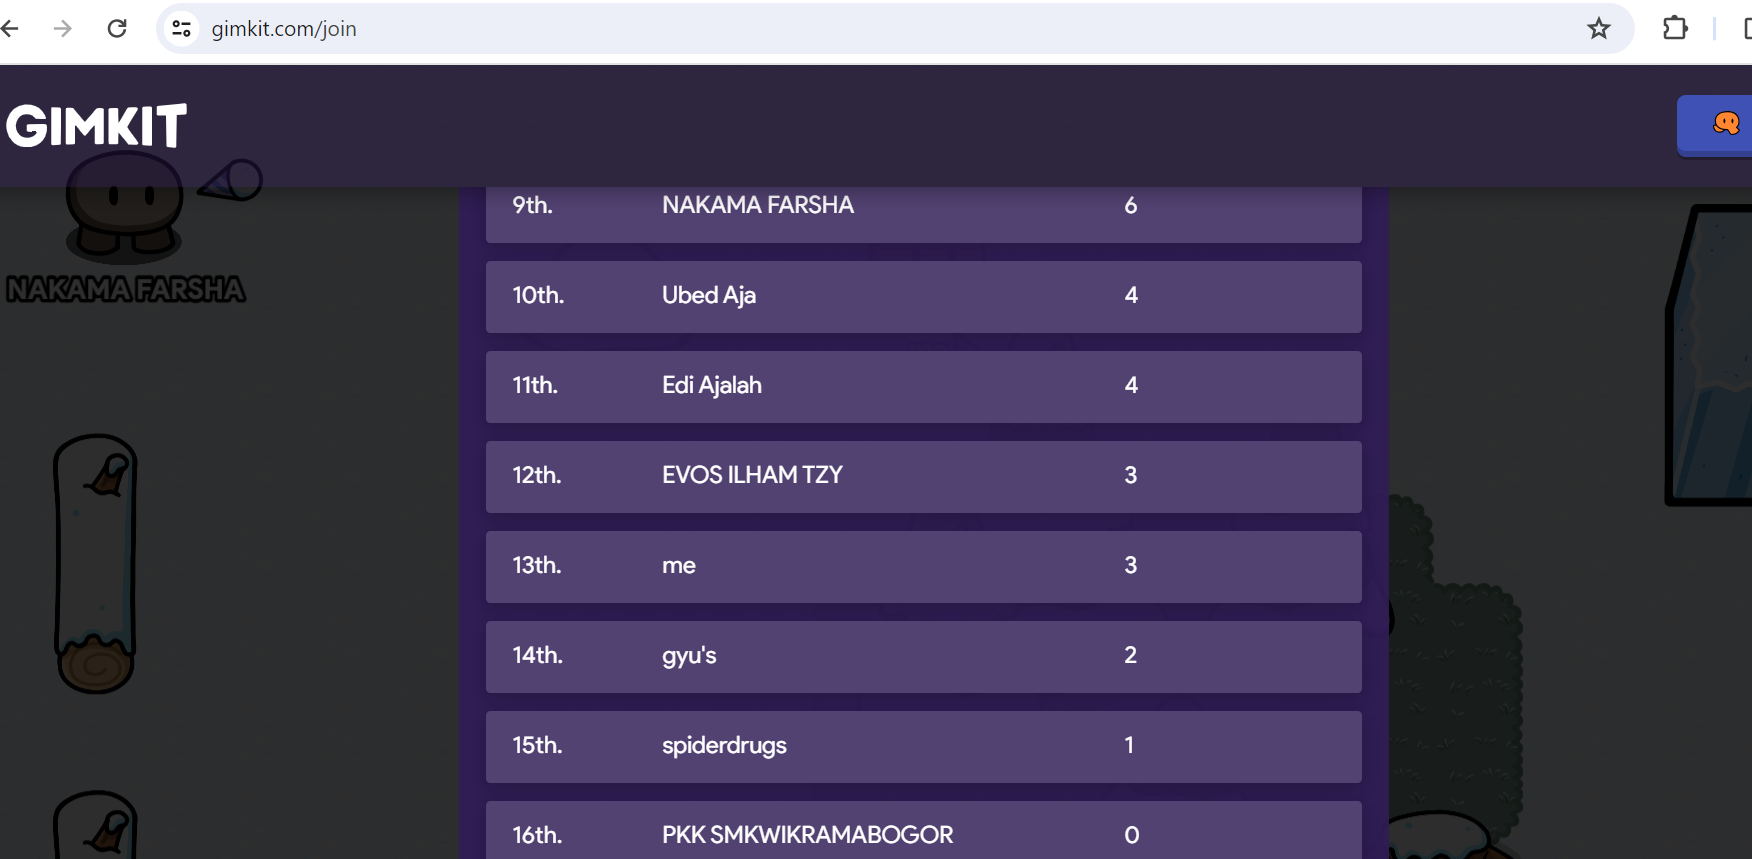 gimkit.com/join
GIMKIT
9th. NAKAMA FARSHA 6
NAKAMA FARSHA
10th. Ubed Aja 4
11th. Edi Ajalah 4
12th. EVOS ILHAM TZY 3
13th. me 3
14th. gyu's 2
15th. spiderdrugs 1
16th. PKK SMKWIKRAMABOGOR 0